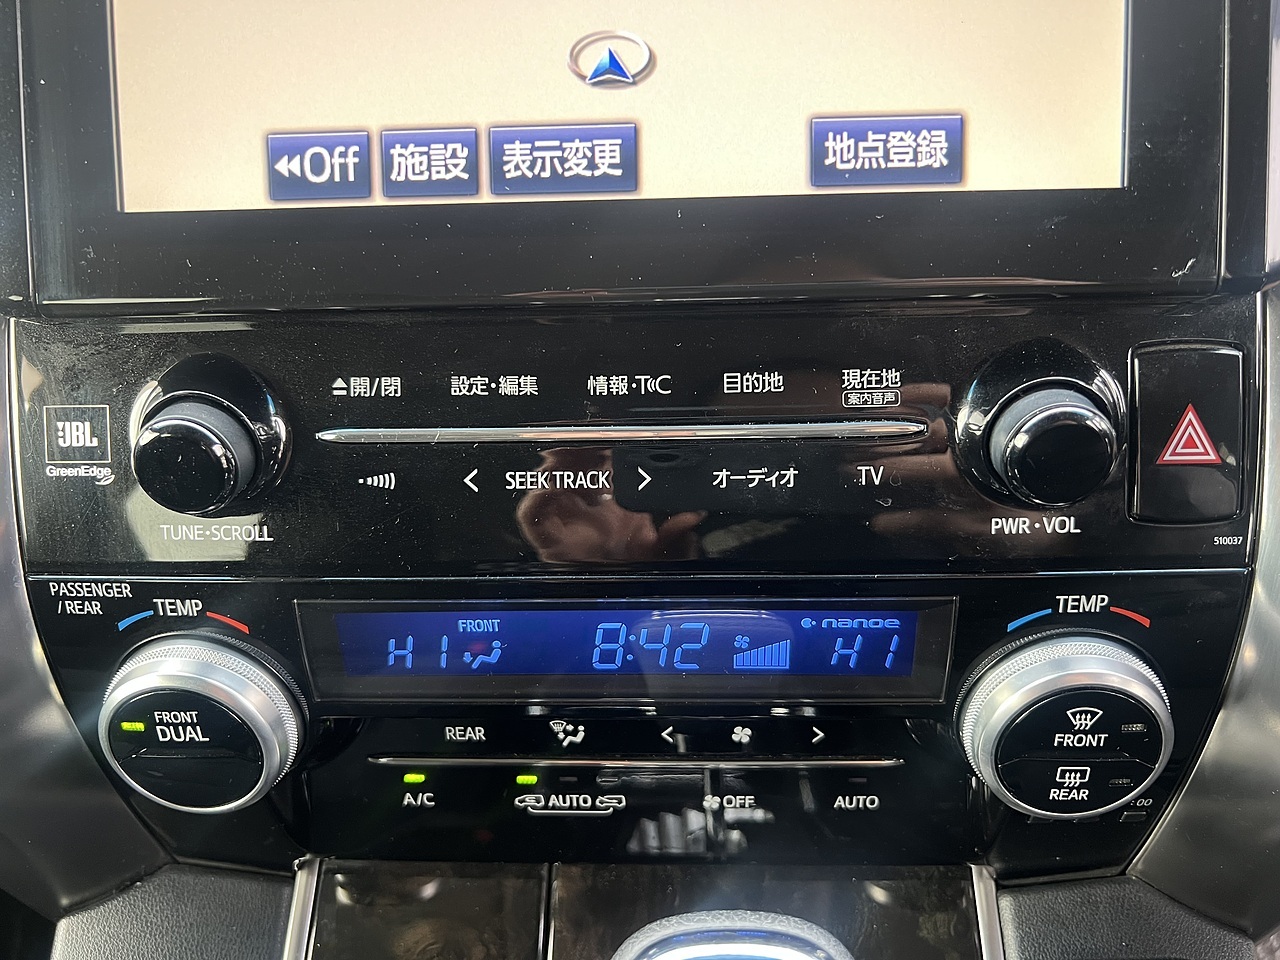 ◀◀Off 施設 表示変更 地点登録
⏏開/閉 設定・編集 情報・T(C 目的地 現在地
案内音声
JBL
GreenEdge
< SEEK TRACK > オーディオ TV
TUNE・SCROLL PWR・VOL
510037
PASSENGER
/REAR
TEMP TEMP
FRONT nanoe
HI 8:42 HI
FRONT
DUAL
REAR < >
FRONT
REAR
A/C AUTO OFF AUTO
:00